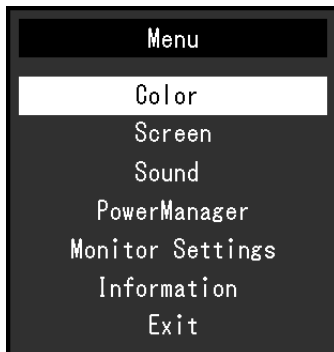 Menu
Color
Screen
Sound
PowerManager
Monitor Settings
Information
Exit